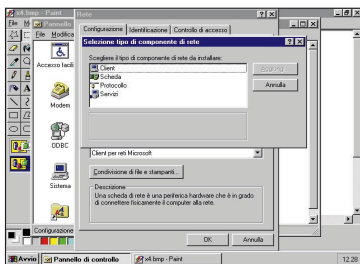 x4.bmp - Paint
File
Pannello
File Modifica
Rete
Configurazione Identificazione Controllo di accesso
Selezione tipo di componente di rete
Scegliere il tipo di componente di rete da installare:
Client
Scheda
Protocollo
Servizi
Aggiungi
Annulla
Accesso facili
Modem
ODBC
Sistema
Client per reti Microsoft
Condivisione di file e stampanti...
Descrizione
Una scheda di rete è una periferica hardware che è in grado
di connettere fisicamente il computer alla rete.
OK Annulla
Configurazione
Avvio Pannello di controllo x4.bmp - Paint 12.28